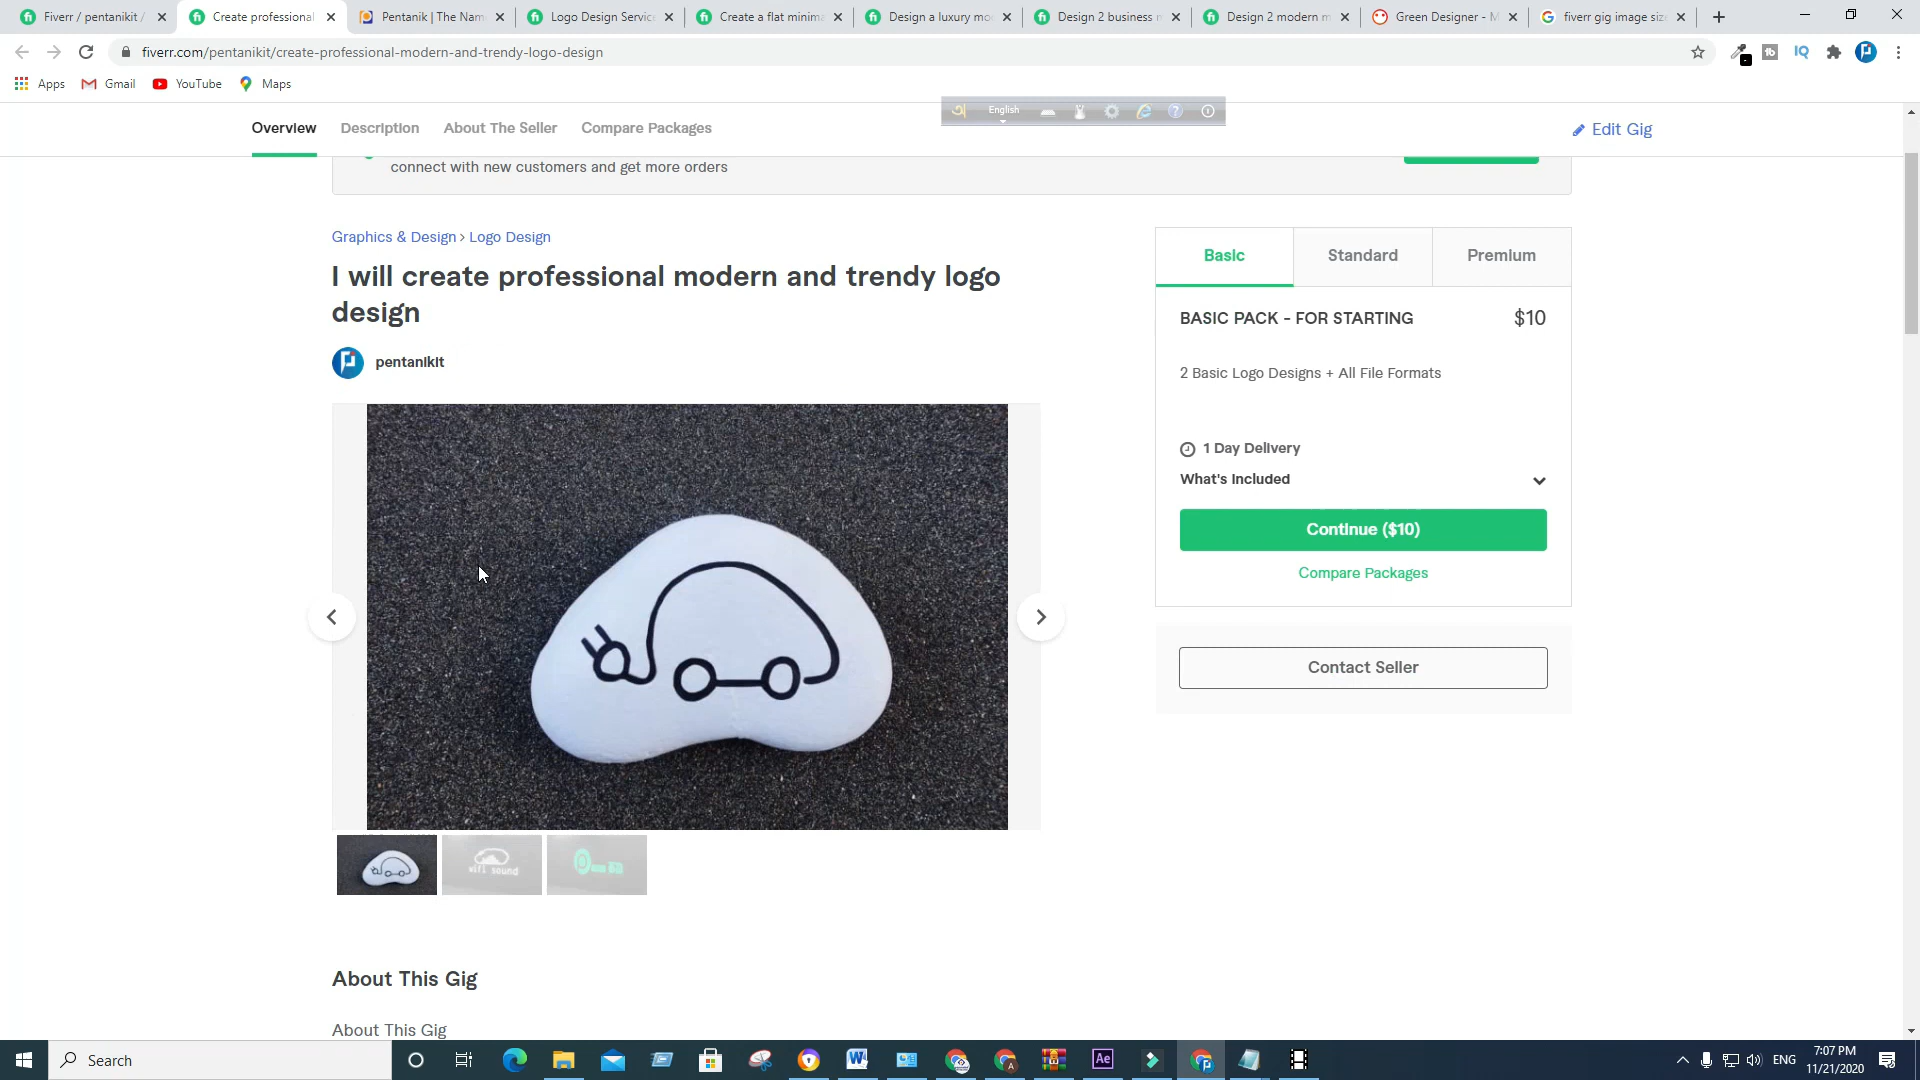 Fiverr / pentanikit /
Create professional
Pentanik | The Nam
Logo Design Service
Create a flat minima
Design a luxury mo
Design 2 business n
Design 2 modern m
Green Designer - M
fiverr gig image size
fiverr.com/pentanikit/create-professional-modern-and-trendy-logo-design
Apps
Gmail
YouTube
Maps
English
Overview
Description
About The Seller
Compare Packages
Edit Gig
connect with new customers and get more orders
Graphics & Design › Logo Design
I will create professional modern and trendy logo
design
pentanikit
Basic
Standard
Premium
BASIC PACK - FOR STARTING
$10
2 Basic Logo Designs + All File Formats
1 Day Delivery
What's Included
Continue ($10)
Compare Packages
Contact Seller
wifi sound
About This Gig
About This Gig
Search
ENG
7:07 PM
11/21/2020